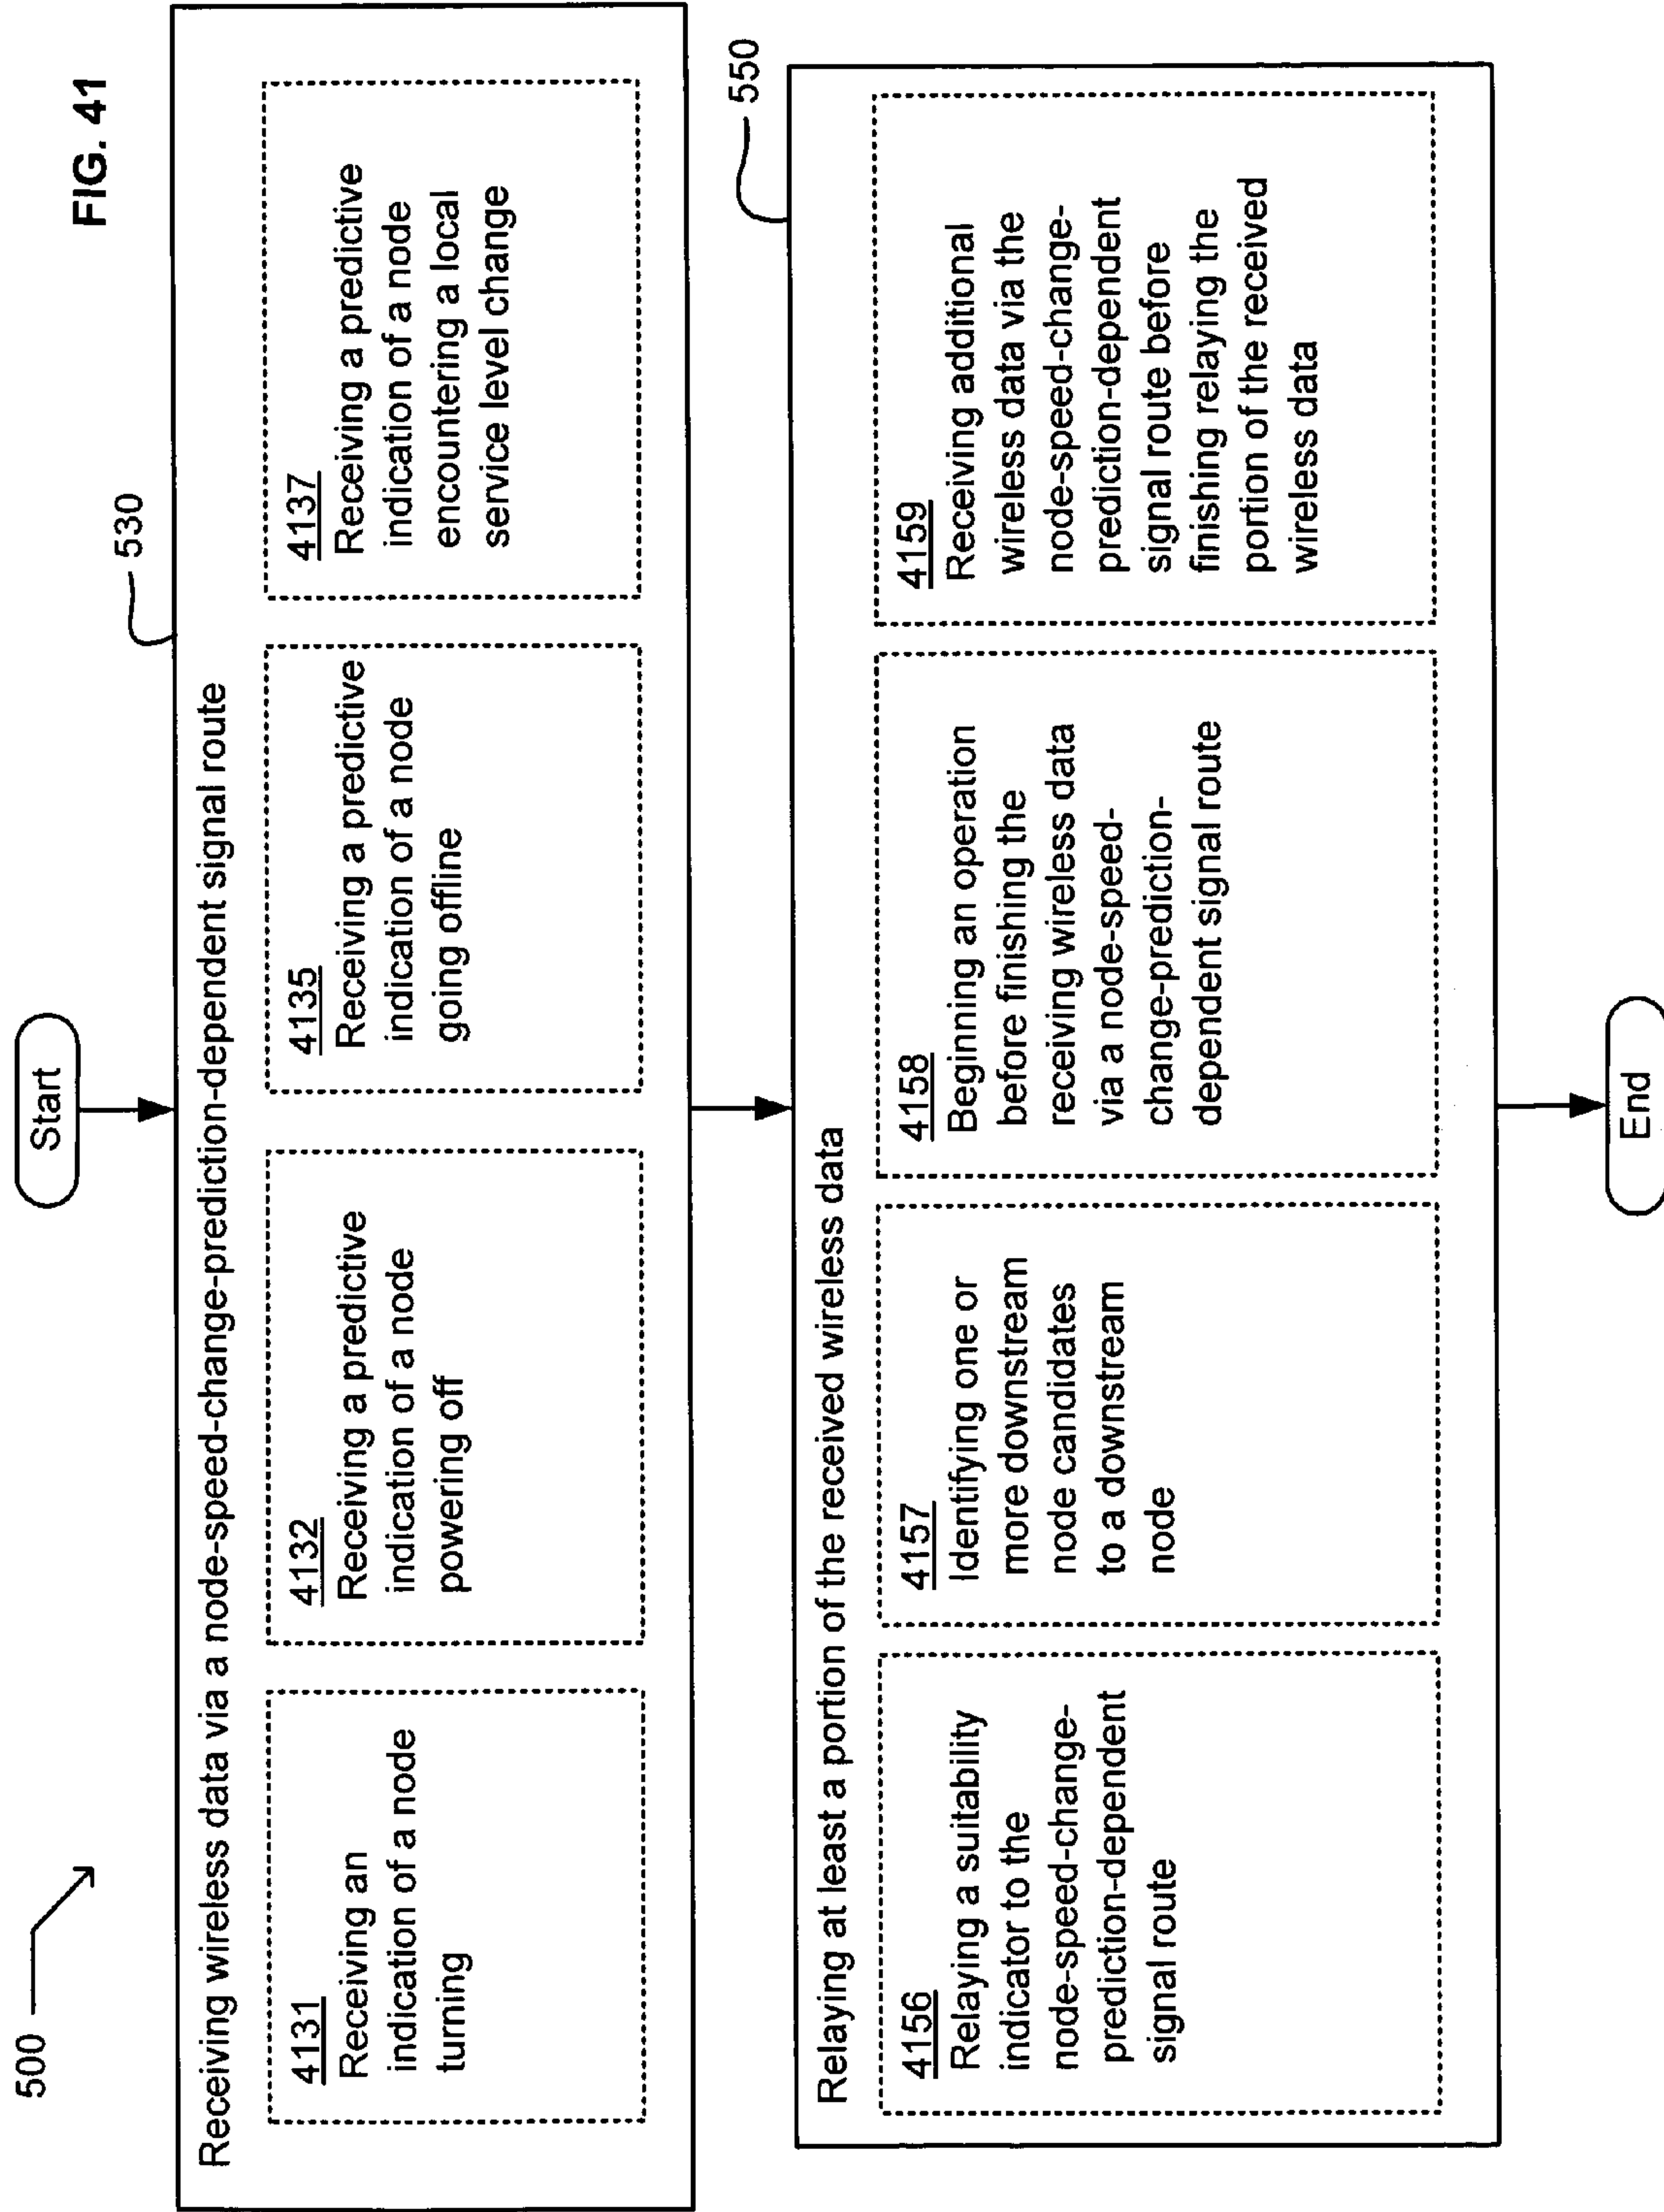 500
FIG. 41
Start
530
Receiving wireless data via a node-speed-change-prediction-dependent signal route
4131
Receiving an
indication of a node
turning
4132
Receiving a predictive
indication of a node
powering off
4135
Receiving a predictive
indication of a node
going offline
4137
Receiving a predictive
indication of a node
encountering a local
service level change
550
Relaying at least a portion of the received wireless data
4156
Relaying a suitability
indicator to the
node-speed-change-
prediction-dependent
signal route
4157
Identifying one or
more downstream
node candidates
to a downstream
node
4158
Beginning an operation
before finishing the
receiving wireless data
via a node-speed-
change-prediction-
dependent signal route
4159
Receiving additional
wireless data via the
node-speed-change-
prediction-dependent
signal route before
finishing relaying the
portion of the received
wireless data
End